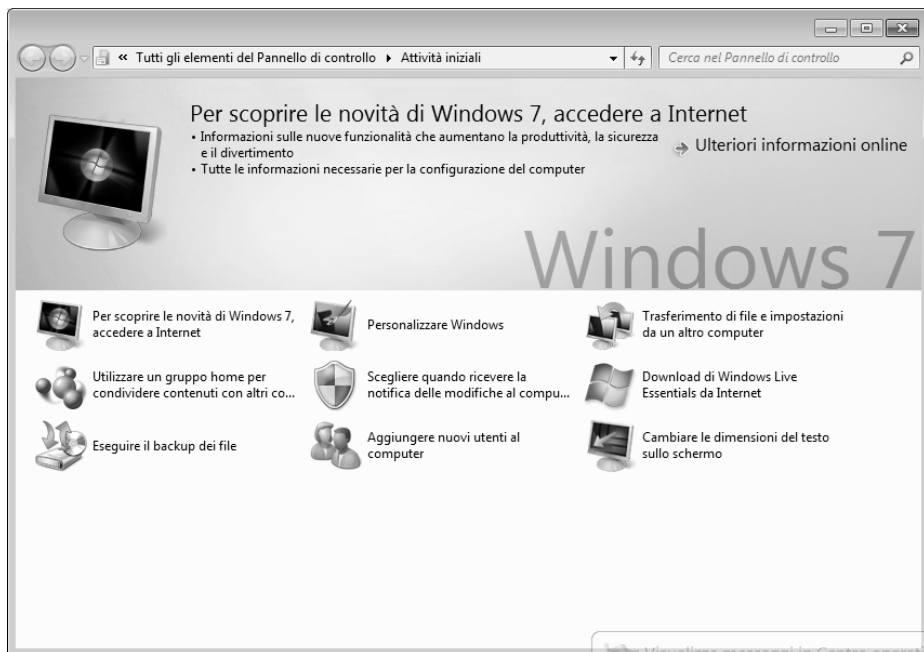 « Tutti gli elementi del Pannello di controllo ▸ Attività iniziali
Cerca nel Pannello di controllo
Per scoprire le novità di Windows 7, accedere a Internet
• Informazioni sulle nuove funzionalità che aumentano la produttività, la sicurezza
e il divertimento
• Tutte le informazioni necessarie per la configurazione del computer
Ulteriori informazioni online
Windows 7
Per scoprire le novità di Windows 7,
accedere a Internet
Personalizzare Windows
Trasferimento di file e impostazioni
da un altro computer
Utilizzare un gruppo home per
condividere contenuti con altri co...
Scegliere quando ricevere la
notifica delle modifiche al compu...
Download di Windows Live
Essentials da Internet
Eseguire il backup dei file
Aggiungere nuovi utenti al
computer
Cambiare le dimensioni del testo
sullo schermo
Visualizza messaggi in Centro operat